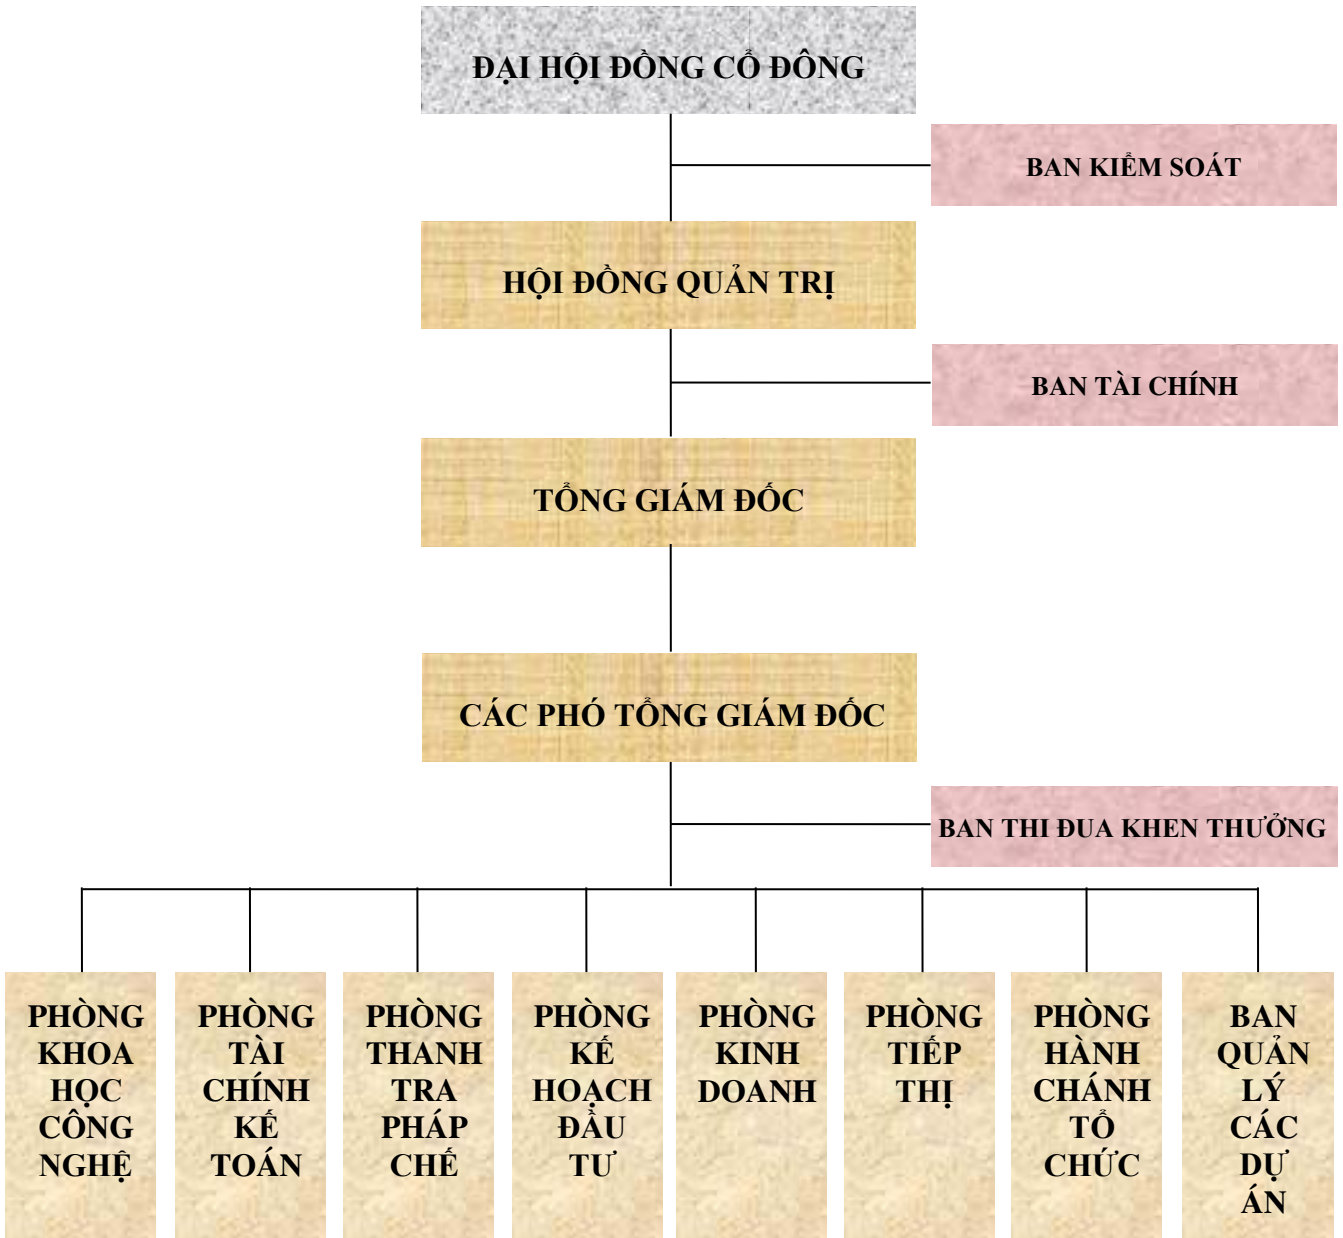 ĐẠI HỘI ĐỒNG CỔ ĐÔNG
BAN KIỂM SOÁT
HỘI ĐỒNG QUẢN TRỊ
BAN TÀI CHÍNH
TỔNG GIÁM ĐỐC
CÁC PHÓ TỔNG GIÁM ĐỐC
BAN THI ĐUA KHEN THƯỞNG
PHÒNG
KHOA
HỌC
CÔNG
NGHỆ
PHÒNG
TÀI
CHÍNH
KẾ
TOÁN
PHÒNG
THANH
TRA
PHÁP
CHẾ
PHÒNG
KẾ
HOẠCH
ĐẦU
TƯ
PHÒNG
KINH
DOANH
PHÒNG
TIẾP
THỊ
PHÒNG
HÀNH
CHÁNH
TỔ
CHỨC
BAN
QUẢN
LÝ
CÁC
DỰ
ÁN